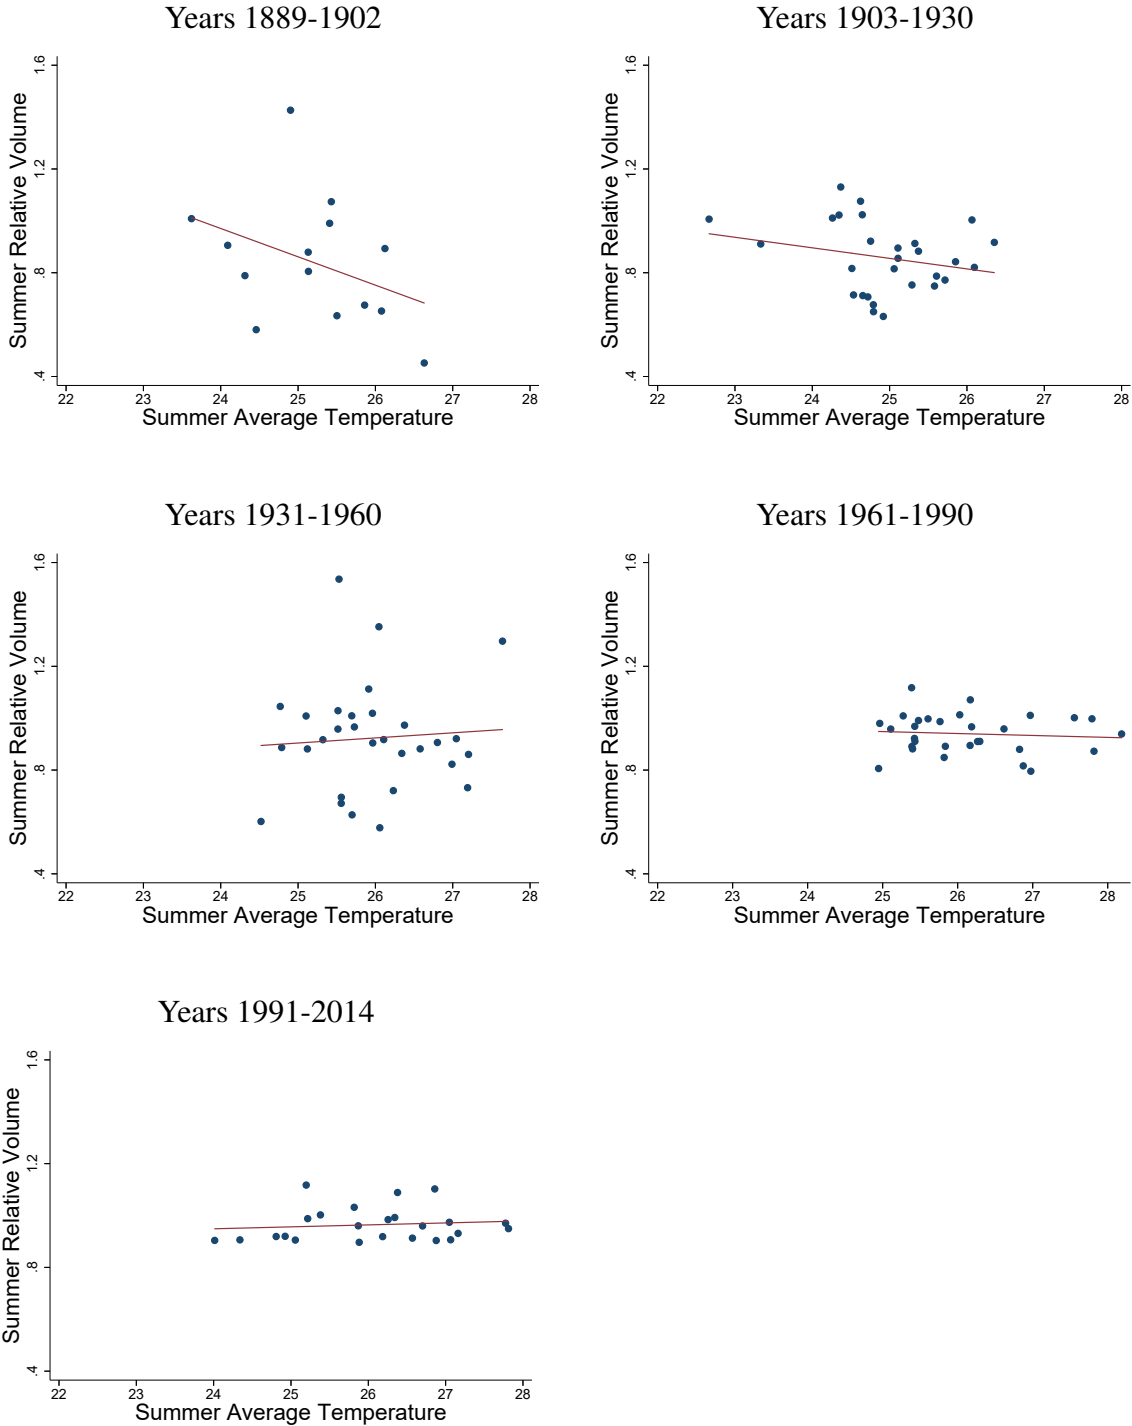 Years 1889-1902
Summer Relative Volume
1.6
1.2
.8
.4
22 23 24 25 26 27 28
Summer Average Temperature
Years 1903-1930
Summer Relative Volume
1.6
1.2
.8
.4
22 23 24 25 26 27 28
Summer Average Temperature
Years 1931-1960
Summer Relative Volume
1.6
1.2
.8
.4
22 23 24 25 26 27 28
Summer Average Temperature
Years 1961-1990
Summer Relative Volume
1.6
1.2
.8
.4
22 23 24 25 26 27 28
Summer Average Temperature
Years 1991-2014
Summer Relative Volume
1.6
1.2
.8
.4
22 23 24 25 26 27 28
Summer Average Temperature